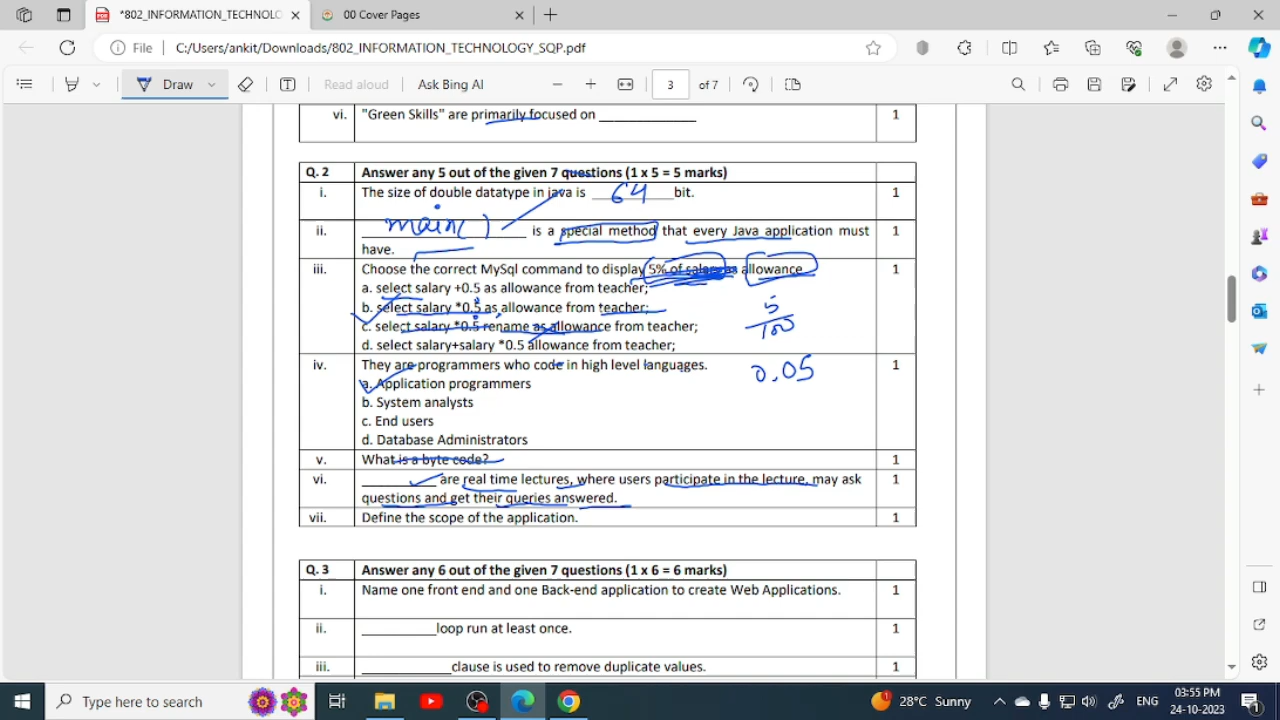 *802_INFORMATION_TECHNOLO
00 Cover Pages
File
C:/Users/ankit/Downloads/802_INFORMATION_TECHNOLOGY_SQP.pdf
Draw
Read aloud
Ask Bing AI
3
of 7
vi. "Green Skills" are primarily focused on ______________ 1
Q. 2 Answer any 5 out of the given 7 questions (1 x 5 = 5 marks)
i. The size of double datatype in java is ____64____bit. 1
ii. main() is a special method that every Java application must 1
have.
iii. Choose the correct MySql command to display 5% of salary as allowance 1
a. select salary +0.5 as allowance from teacher;
b. select salary *0.5 as allowance from teacher;
5
c. select salary *0.5 rename as allowance from teacher;
100
d. select salary+salary *0.5 allowance from teacher;
iv. They are programmers who code in high level languages. 1
0.05
a. Application programmers
b. System analysts
c. End users
d. Database Administrators
v. What is a byte code? 1
vi. __________ are real time lectures, where users participate in the lecture, may ask 1
questions and get their queries answered.
vii. Define the scope of the application. 1
Q. 3 Answer any 6 out of the given 7 questions (1 x 6 = 6 marks)
i. Name one front end and one Back-end application to create Web Applications. 1
ii. __________loop run at least once. 1
iii. ____________clause is used to remove duplicate values. 1
Type here to search
1
28°C Sunny
ENG
03:55 PM
24-10-2023
1